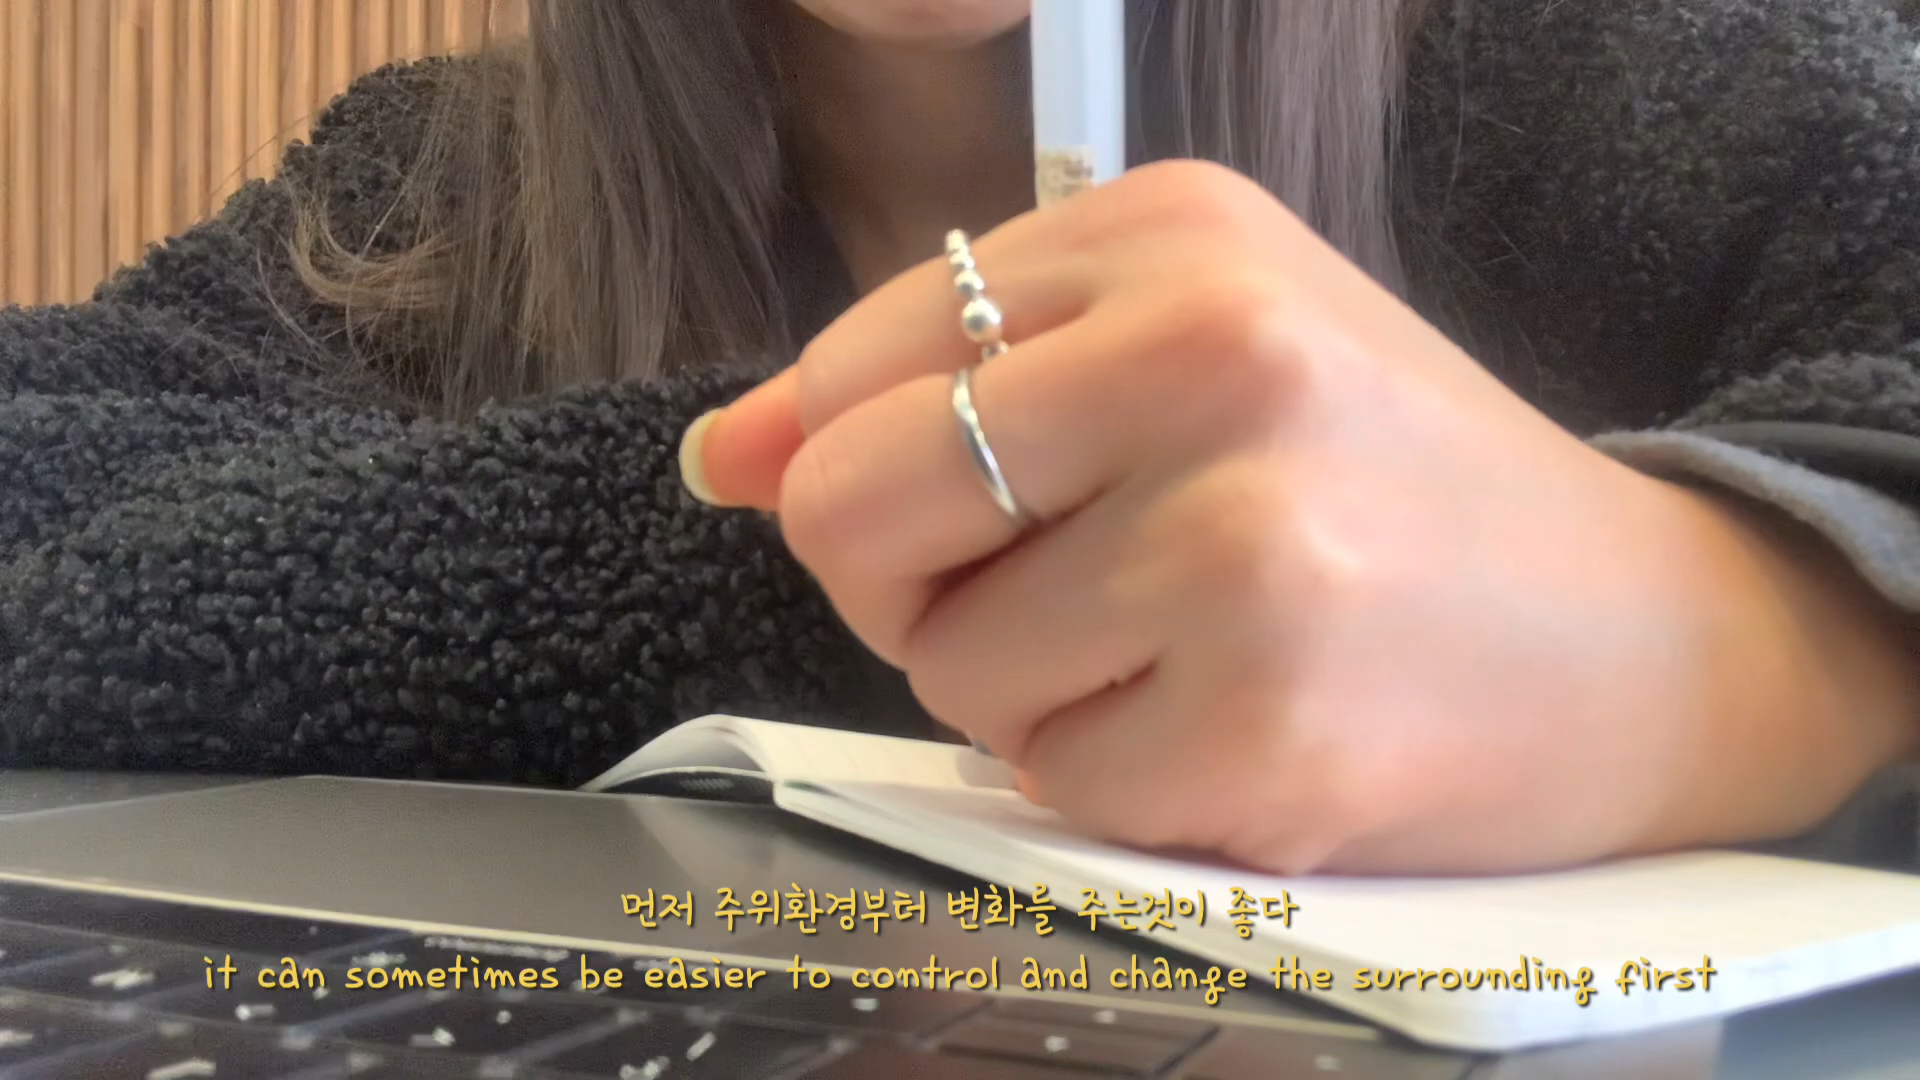 먼저 주위환경부터 변화를 주는것이 좋다
it can sometimes be easier to control and change the surrounding first